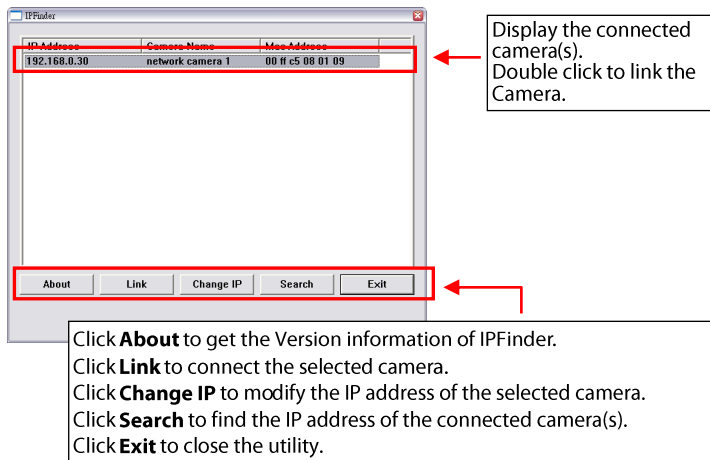 IPFinder
IP Address Camera Name Mac Address
192.168.0.30 network camera 1 00 ff c5 08 01 09
Display the connected
camera(s).
Double click to link the
Camera.
About Link Change IP Search Exit
Click About to get the Version information of IPFinder.
Click Link to connect the selected camera.
Click Change IP to modify the IP address of the selected camera.
Click Search to find the IP address of the connected camera(s).
Click Exit to close the utility.